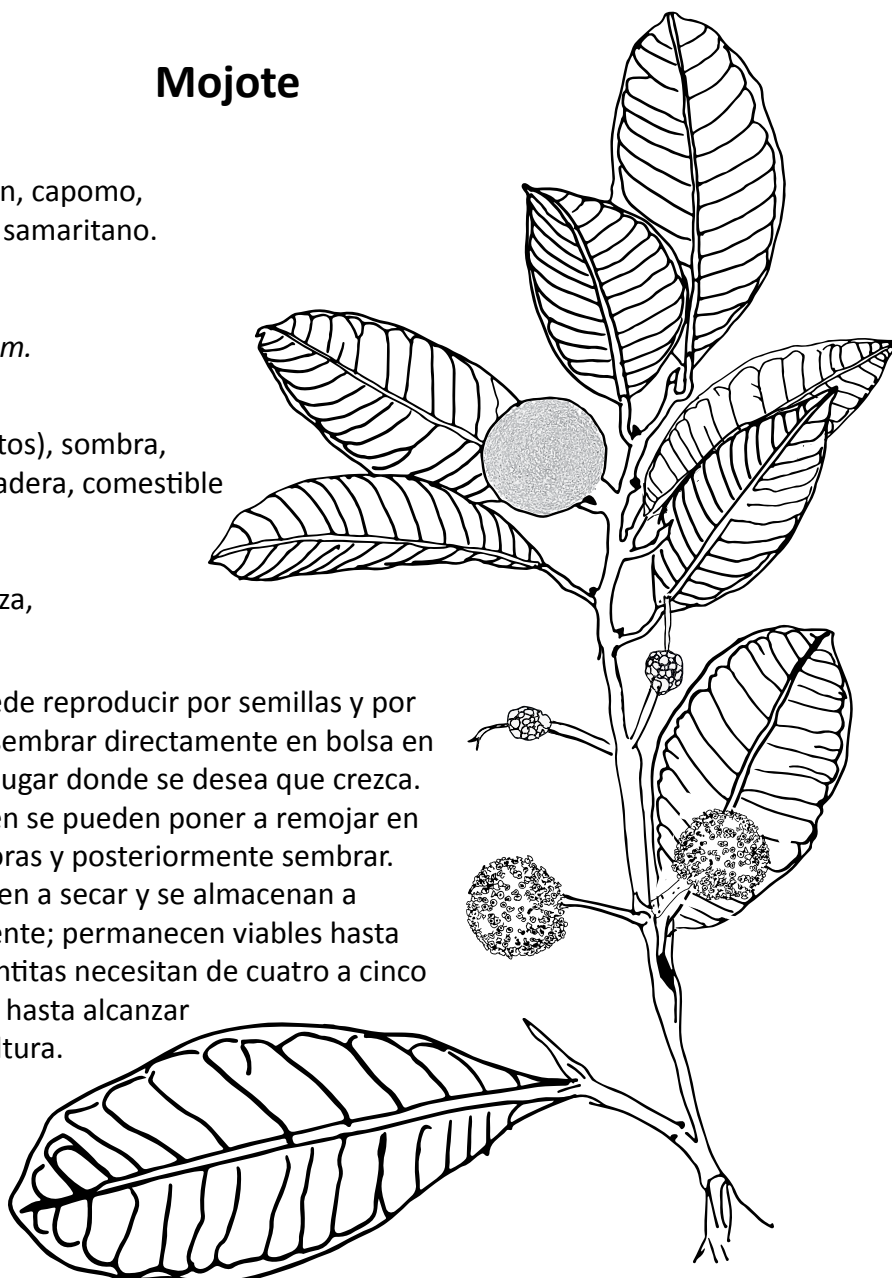 Mojote
n, capomo,
samaritano.
m.
tos), sombra,
adera, comestible
za,
ede reproducir por semillas y por
sembrar directamente en bolsa en
ugar donde se desea que crezca.
én se pueden poner a remojar en
oras y posteriormente sembrar.
en a secar y se almacenan a
ente; permanecen viables hasta
ntitas necesitan de cuatro a cinco
hasta alcanzar
ltura.